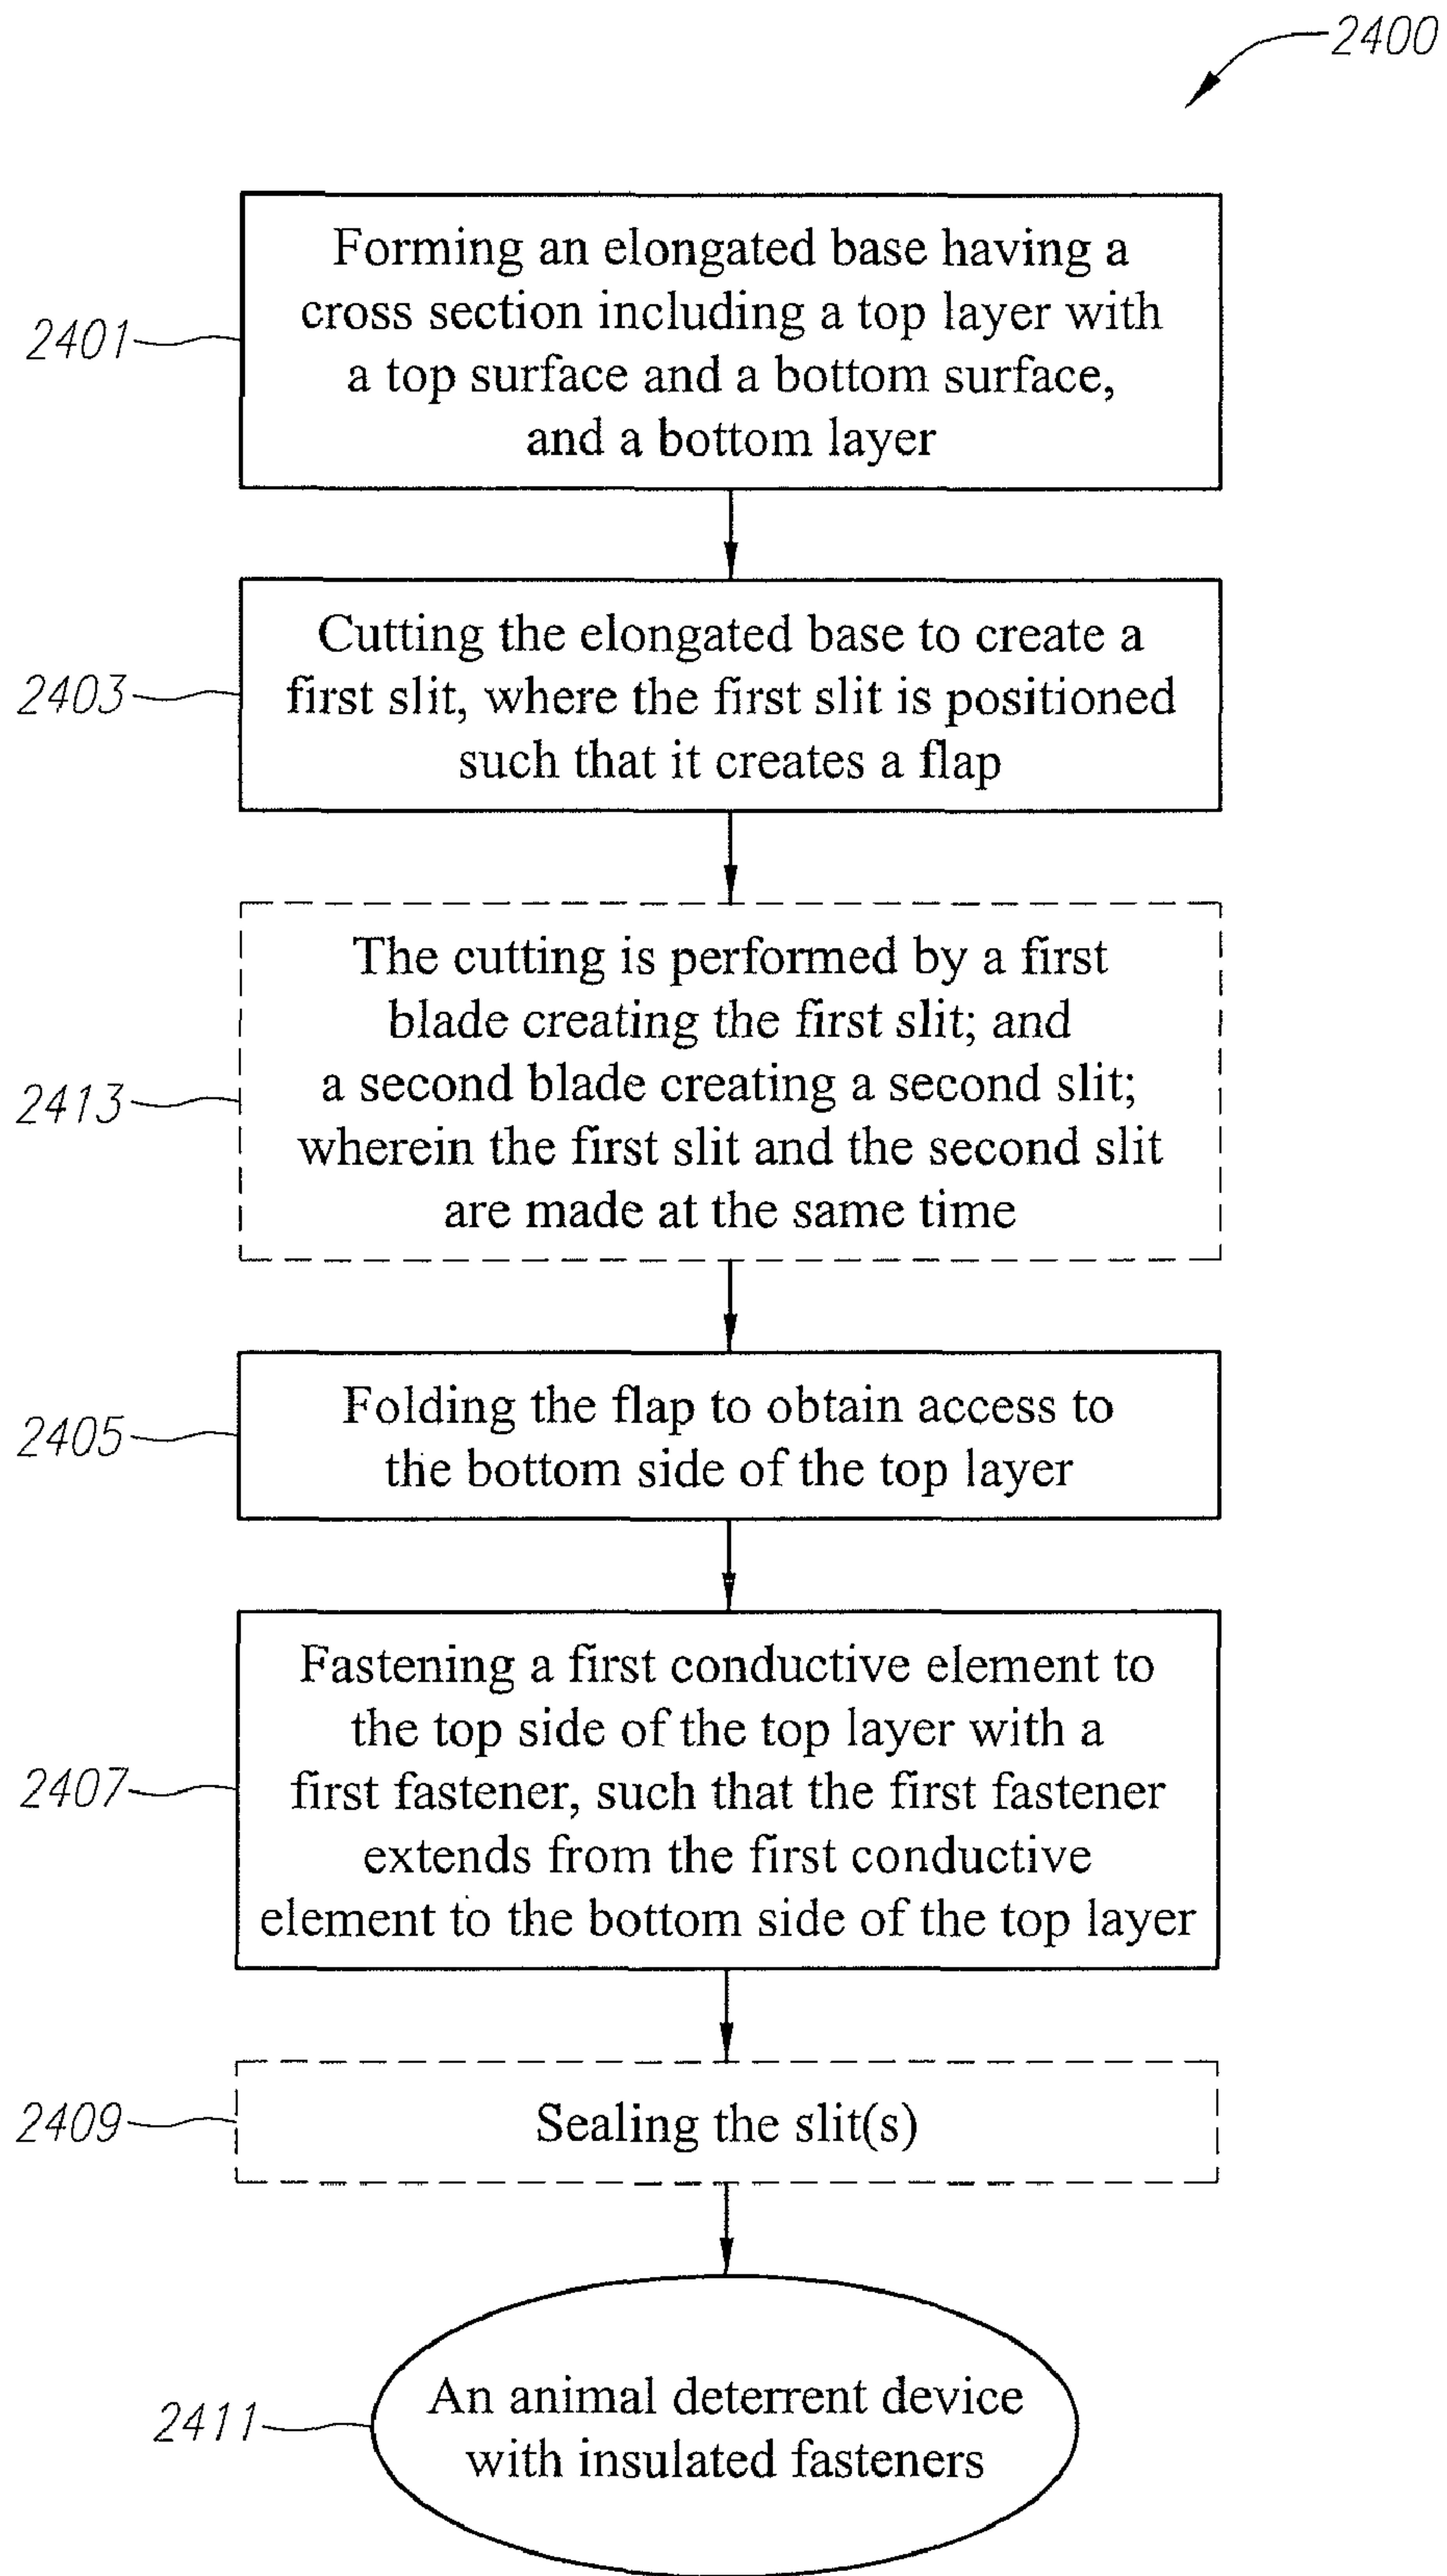 2400
Forming an elongated base having a
cross section including a top layer with
a top surface and a bottom surface,
and a bottom layer
2401
Cutting the elongated base to create a
first slit, where the first slit is positioned
such that it creates a flap
2403
The cutting is performed by a first
blade creating the first slit; and
a second blade creating a second slit;
wherein the first slit and the second slit
are made at the same time
2413
Folding the flap to obtain access to
the bottom side of the top layer
2405
Fastening a first conductive element to
the top side of the top layer with a
first fastener, such that the first fastener
extends from the first conductive
element to the bottom side of the top layer
2407
Sealing the slit(s)
2409
An animal deterrent device
with insulated fasteners
2411